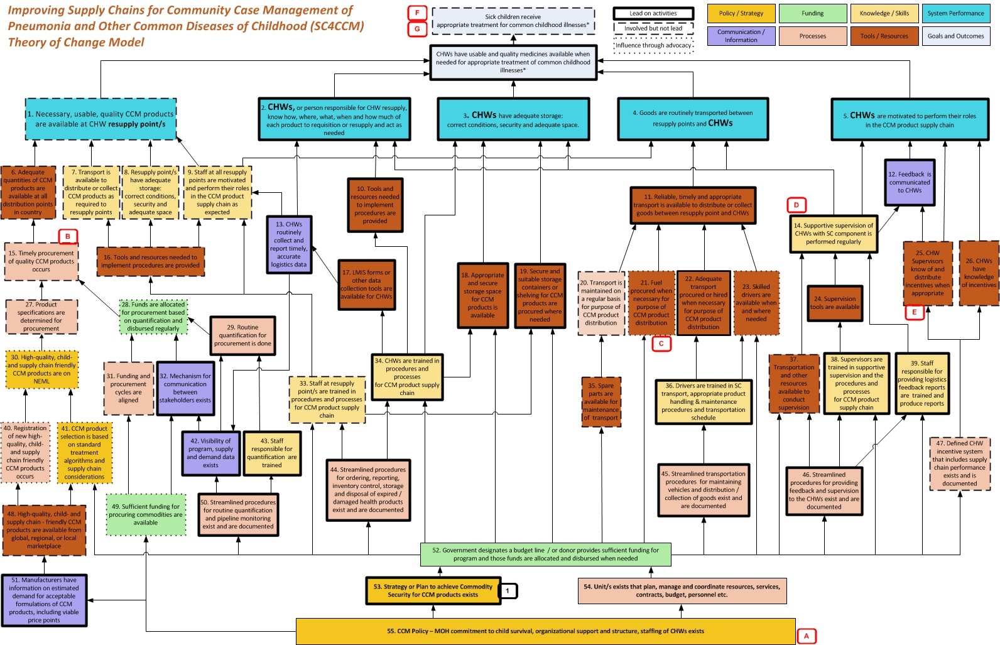 Improving Supply Chains for Community Case Management of
Pneumonia and Other Common Diseases of Childhood (SC4CCM)
Theory of Change Model
F
G
Sick children receive
appropriate treatment for common childhood illnesses*
Lead on activities
Involved but not lead
Influence through advocacy
Policy / Strategy
Funding
Knowledge / Skills
System Performance
Communication /
Information
Processes
Tools / Resources
Goals and Outcomes
CHWs have usable and quality medicines available when
needed for appropriate treatment of common childhood
illnesses*
1. Necessary, usable, quality CCM products
are available at CHW resupply point/s
2. CHWs, or person responsible for CHW resupply,
know how, where, what, when and how much of
each product to requisition or resupply and act as
needed
3. CHWs have adequate storage:
correct conditions, security and adequate space.
4. Goods are routinely transported between
resupply points and CHWs
5. CHWs are motivated to perform their roles
in the CCM product supply chain
6. Adequate
quantities of CCM
products are
available at all
distribution points
in country
7. Transport is
available to
distribute or collect
CCM products as
required to
resupply points
8. Resupply point/s
have adequate
storage:
correct conditions,
security and
adequate space
9. Staff at all resupply
points are motivated
and perform their roles
in the CCM product
supply chain as
expected
10. Tools and
resources needed
to implement
procedures are
provided
11. Reliable, timely and appropriate
transport is available to distribute or collect
goods between resupply point and CHWs
12. Feedback is
communicated
to CHWs
13. CHWs
routinely
collect and
report timely,
accurate
logistics data
D
14. Supportive supervision of
CHWs with SC component is
performed regularly
B
15. Timely procurement
of quality CCM products
occurs
16. Tools and resources needed to
implement procedures are provided
17. LMIS forms or
other data
collection tools are
available for CHWs
18. Appropriate
and secure
storage space
for CCM
products is
available
19. Secure and
suitable storage
containers or
shelving for CCM
products are
procured where
needed
20. Transport is
maintained on
a regular basis
for purpose of
CCM product
distribution
21. Fuel
procured when
necessary for
purpose of
CCM product
distribution
C
22. Adequate
transport
procured or hired
when necessary
for purpose of
CCM product
distribution
23. Skilled
drivers are
available when
and where
needed
24. Supervision
tools are available
25. CHW
Supervisors
know of and
distribute
incentives when
appropriate
E
26. CHWs
have
knowledge
of incentives
27. Product
specifications are
determined for
procurement
28. Funds are allocated
for procurement based
on quantification and
disbursed regularly
29. Routine
quantification for
procurement is done
30. High-quality, child-
and supply chain friendly
CCM products are on
NEML
31. Funding and
procurement
cycles are
aligned
32. Mechanism for
communication
between
stakeholders exists
33. Staff at resupply
point/s are trained in
procedures and processes
for CCM product supply
chain
34. CHWs are trained in
procedures and
processes
for CCM product supply
chain
35. Spare
parts are
available for
maintenance
of transport
36. Drivers are trained in SC
transport, appropriate product
handling & maintenance
procedures and transportation
schedule
37.
Transportation
and other
resources
available to
conduct
supervision
38. Supervisors are
trained in supportive
supervision and the
procedures and
processes
for CCM product
supply chain
39. Staff
responsible for
providing logistics
feedback reports
are trained and
produce reports
40. Registration
of new high-
quality, child-
and supply
chain friendly
CCM products
occurs
41. CCM product
selection is based
on standard
treatment
algorithms and
supply chain
considerations
42. Visibility of
program, supply
and demand data
exists
43. Staff
responsible for
quantification are
trained
44. Streamlined procedures
for ordering, reporting,
inventory control, storage
and disposal of expired /
damaged health products
exist and are documented
45. Streamlined transportation
procedures for maintaining
vehicles and distribution /
collection of goods exist and
are documented
46. Streamlined
procedures for providing
feedback and supervision
to the CHWs exist and are
documented
47. Defined CHW
incentive system
that includes supply
chain performance
exists and is
documented
48. High-quality, child- and
supply chain - friendly CCM
products are available from
global, regional, or local
marketplace
49. Sufficient funding for
procuring commodities are
available
50. Streamlined procedures
for routine quantification
and pipeline monitoring
exist and are documented
51. Manufacturers have
information on estimated
demand for acceptable
formulations of CCM
products, including viable
price points
52. Government designates a budget line / or donor provides sufficient funding for
program and those funds are allocated and disbursed when needed
53. Strategy or Plan to achieve Commodity
Security for CCM products exists
1
54. Unit/s exists that plan, manage and coordinate resources, services,
contracts, budget, personnel etc.
55. CCM Policy – MOH commitment to child survival, organizational support and structure, staffing of CHWs exists
A